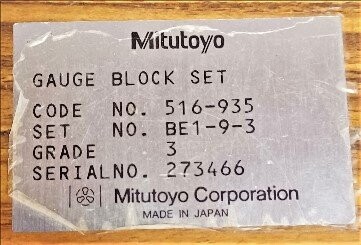 Mitutoyo
GAUGE BLOCK SET
CODE NO. 516-935
SET NO. BE1-9-3
GRADE 3
SERIALNO. 273466
Mitutoyo Corporation
MADE IN JAPAN